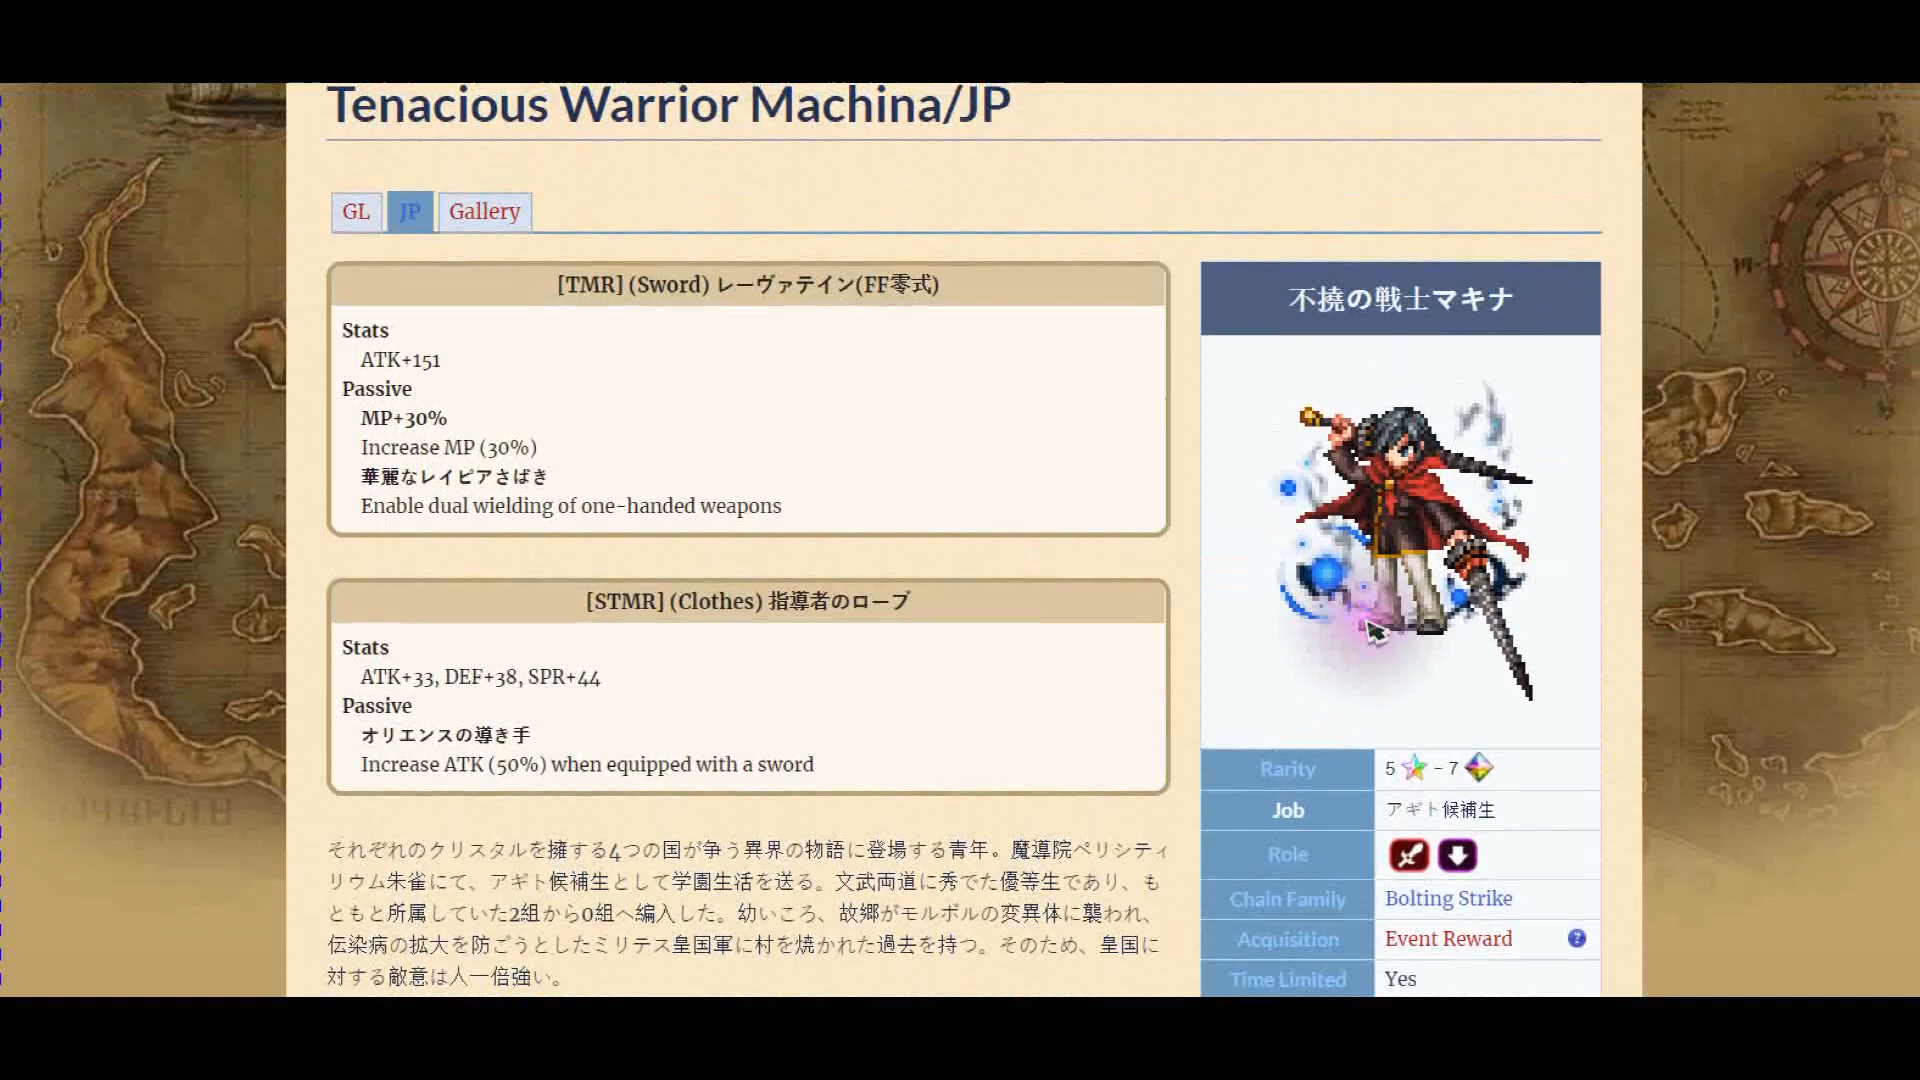 Tenacious Warrior Machina/JP
GL
JP
Gallery
[TMR] (Sword) レーヴァテイン(FF零式)
Stats
ATK+151
Passive
MP+30%
Increase MP (30%)
華麗なレイピアさばき
Enable dual wielding of one-handed weapons
[STMR] (Clothes) 指導者のローブ
Stats
ATK+33, DEF+38, SPR+44
Passive
オリエンスの導き手
Increase ATK (50%) when equipped with a sword
それぞれのクリスタルを擁する4つの国が争う異界の物語に登場する青年。魔導院ペリシティ
リウム朱雀にて、アギト候補生として学園生活を送る。文武両道に秀でた優等生であり、も
ともと所属していた2組から0組へ編入した。幼いころ、故郷がモルボルの変異体に襲われ、
伝染病の拡大を防ごうとしたミリテス皇国軍に村を焼かれた過去を持つ。そのため、皇国に
対する敵意は人一倍強い。
不撓の戦士マキナ
Rarity
5 - 7
Job
アギト候補生
Role
Chain Family
Bolting Strike
Acquisition
Event Reward
?
Time Limited
Yes